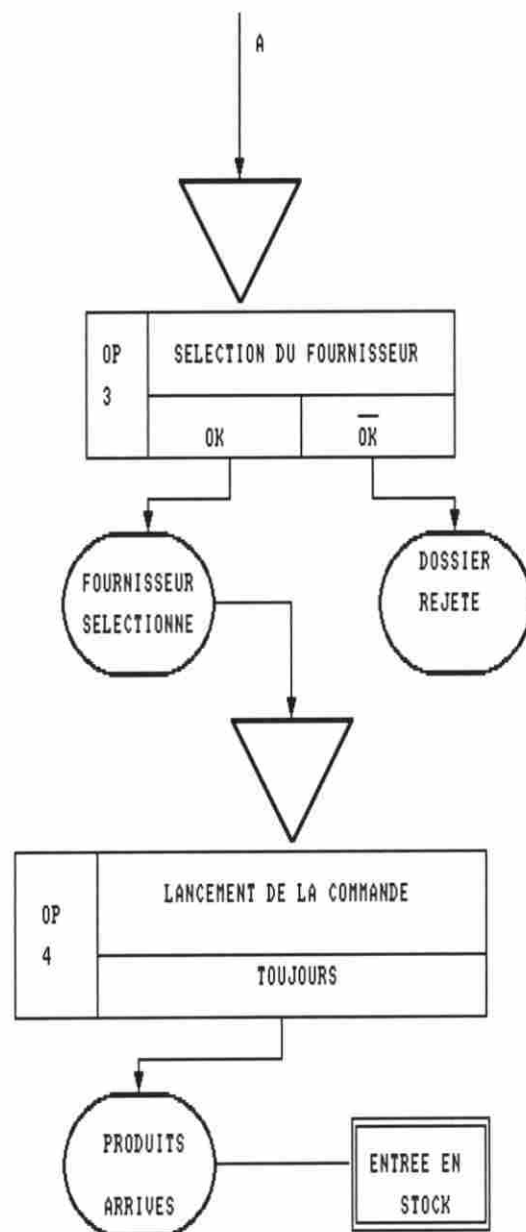 A
OP
3
SELECTION DU FOURNISSEUR
OK
O̅K̅
FOURNISSEUR
SELECTIONNE
DOSSIER
REJETE
OP
4
LANCEMENT DE LA COMMANDE
TOUJOURS
PRODUITS
ARRIVES
ENTREE EN
STOCK